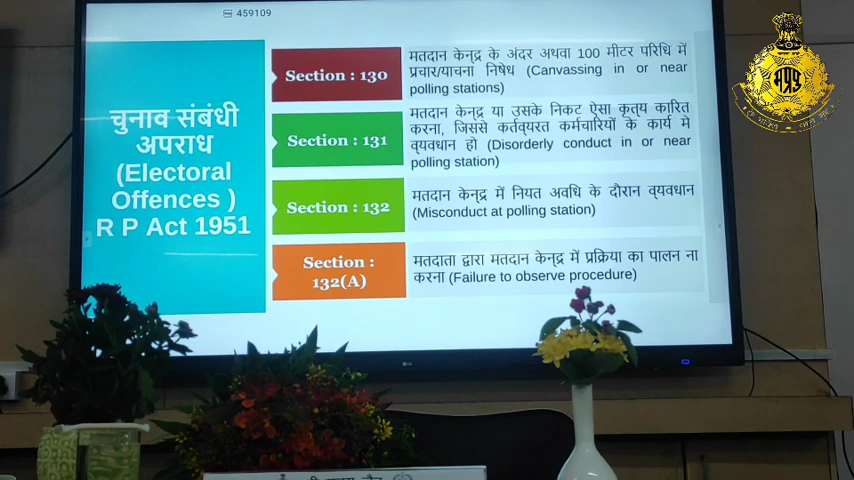 459109
चुनाव संबंधी
अपराध
(Electoral
Offences )
R P Act 1951
Section : 130
मतदान केन्द्र के अंदर अथवा 100 मीटर परिधि में
प्रचार/याचना निषेध (Canvassing in or near
polling stations)
Section : 131
मतदान केन्द्र या उसके निकट ऐसा कृत्य कारित
करना, जिससे कर्तव्यरत कर्मचारियों के कार्य मे
व्यवधान हो (Disorderly conduct in or near
polling station)
Section : 132
मतदान केन्द्र में नियत अवधि के दौरान व्यवधान
(Misconduct at polling station)
Section :
132(A)
मतदाता द्वारा मतदान केन्द्र में प्रक्रिया का पालन ना
करना (Failure to observe procedure)
LG